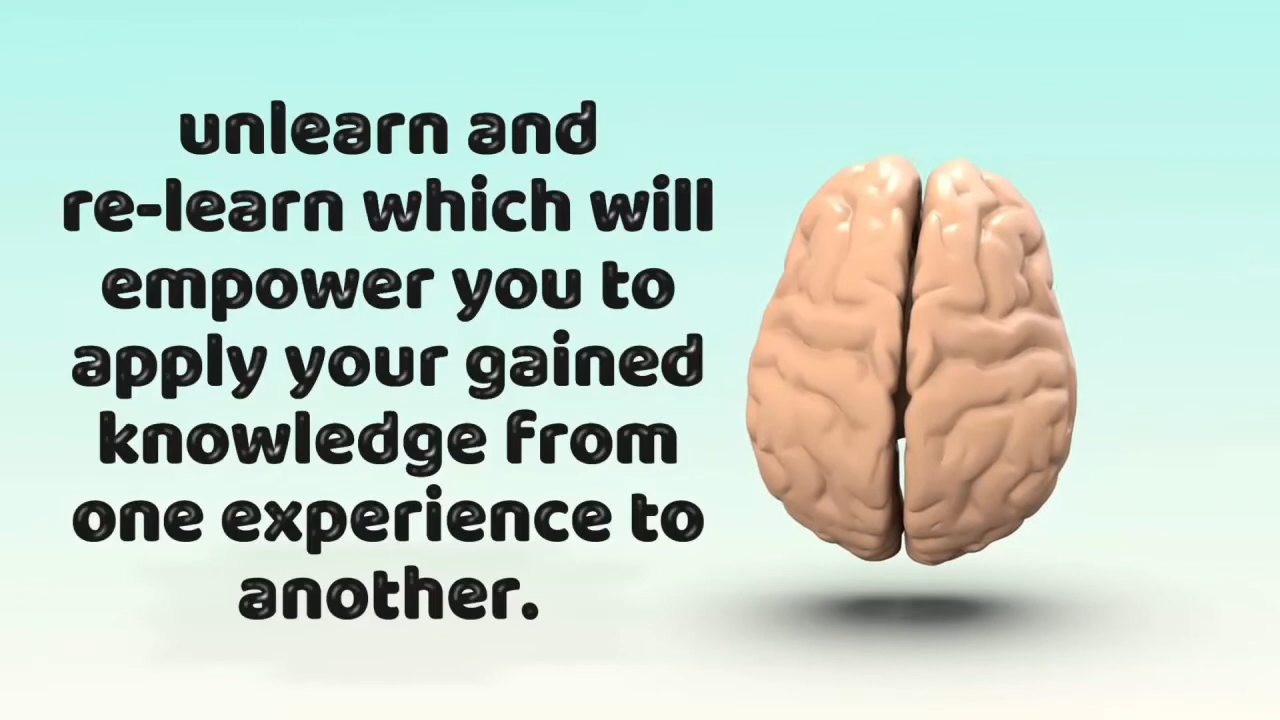 unlearn and
re-learn which will
empower you to
apply your gained
knowledge from
one experience to
another.